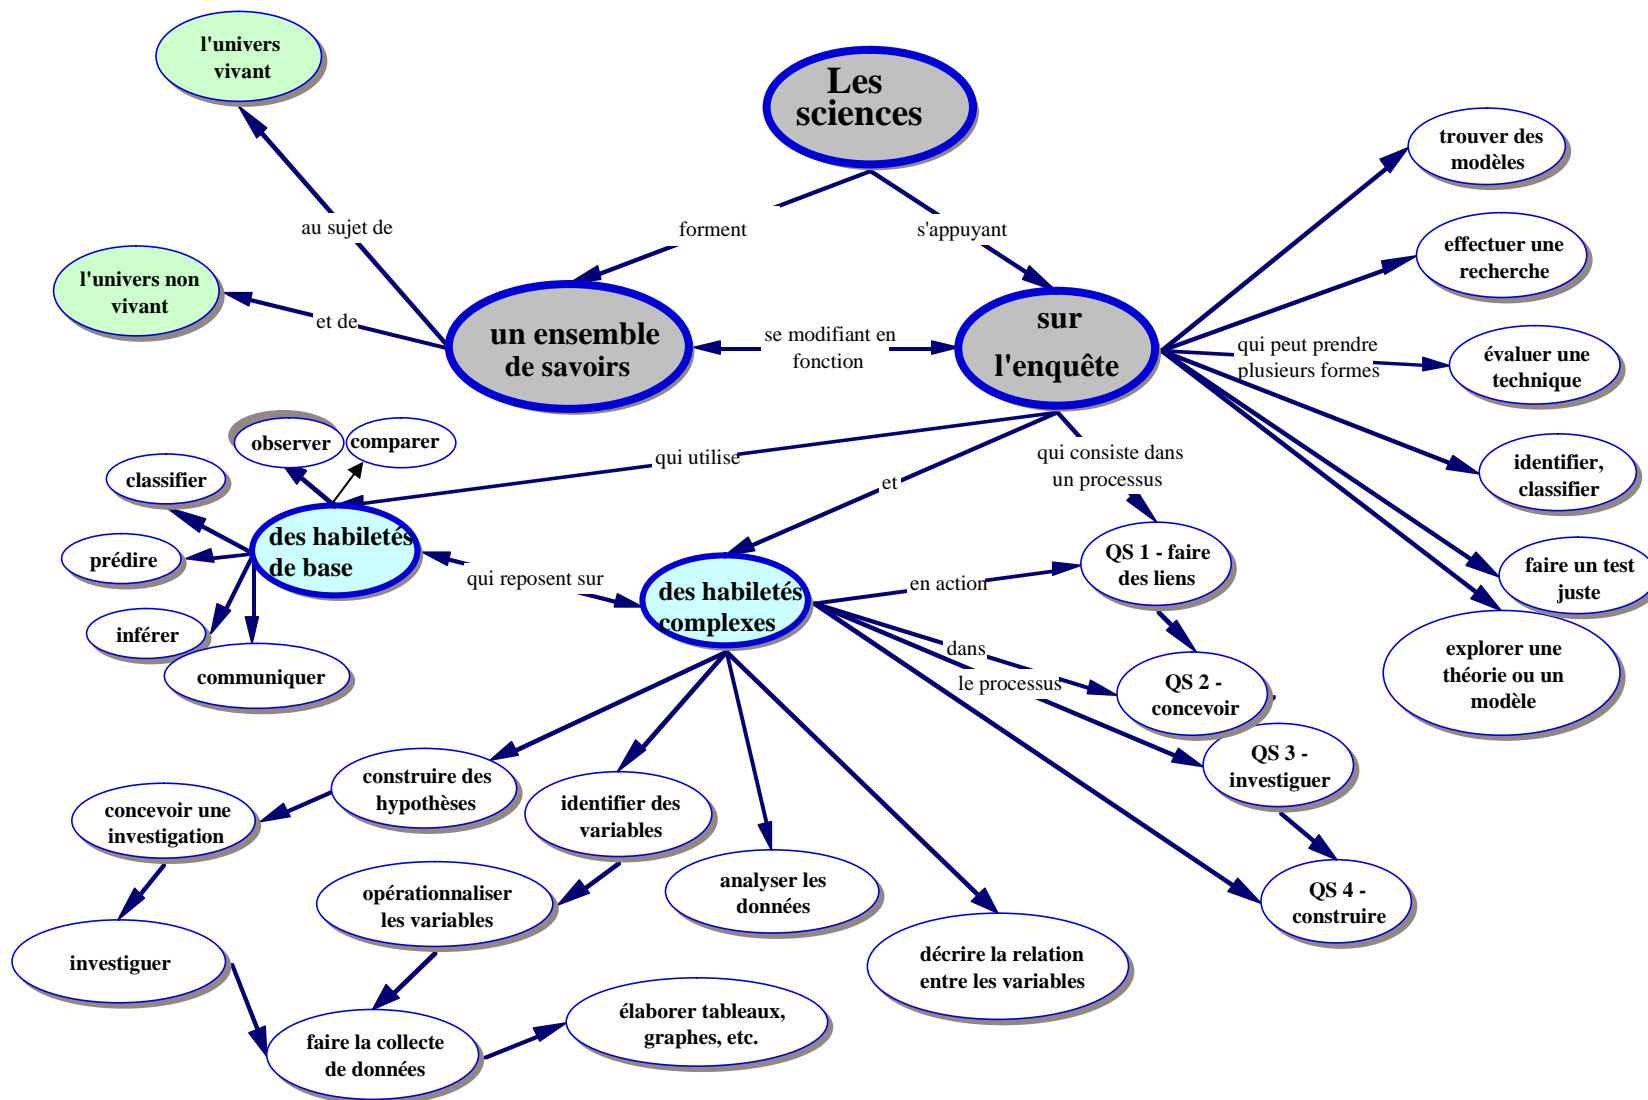 l'univers
vivant
Les
sciences
trouver des
modèles
au sujet de
forment
s'appuyant
effectuer une
recherche
l'univers non
vivant
et de
un ensemble
de savoirs
se modifiant en
fonction
sur
l'enquête
qui peut prendre
plusieurs formes
évaluer une
technique
observer
comparer
classifier
qui utilise
et
qui consiste dans
un processus
identifier,
classifier
prédire
des habiletés
de base
inférer
communiquer
qui reposent sur
des habiletés
complexes
en action
QS 1 - faire
des liens
faire un test
juste
dans
le processus
QS 2 -
concevoir
explorer une
théorie ou un
modèle
QS 3 -
investiguer
QS 4 -
construire
construire des
hypothèses
identifier des
variables
concevoir une
investigation
opérationnaliser
les variables
analyser les
données
décrire la relation
entre les variables
investiguer
faire la collecte
de données
élaborer tableaux,
graphes, etc.